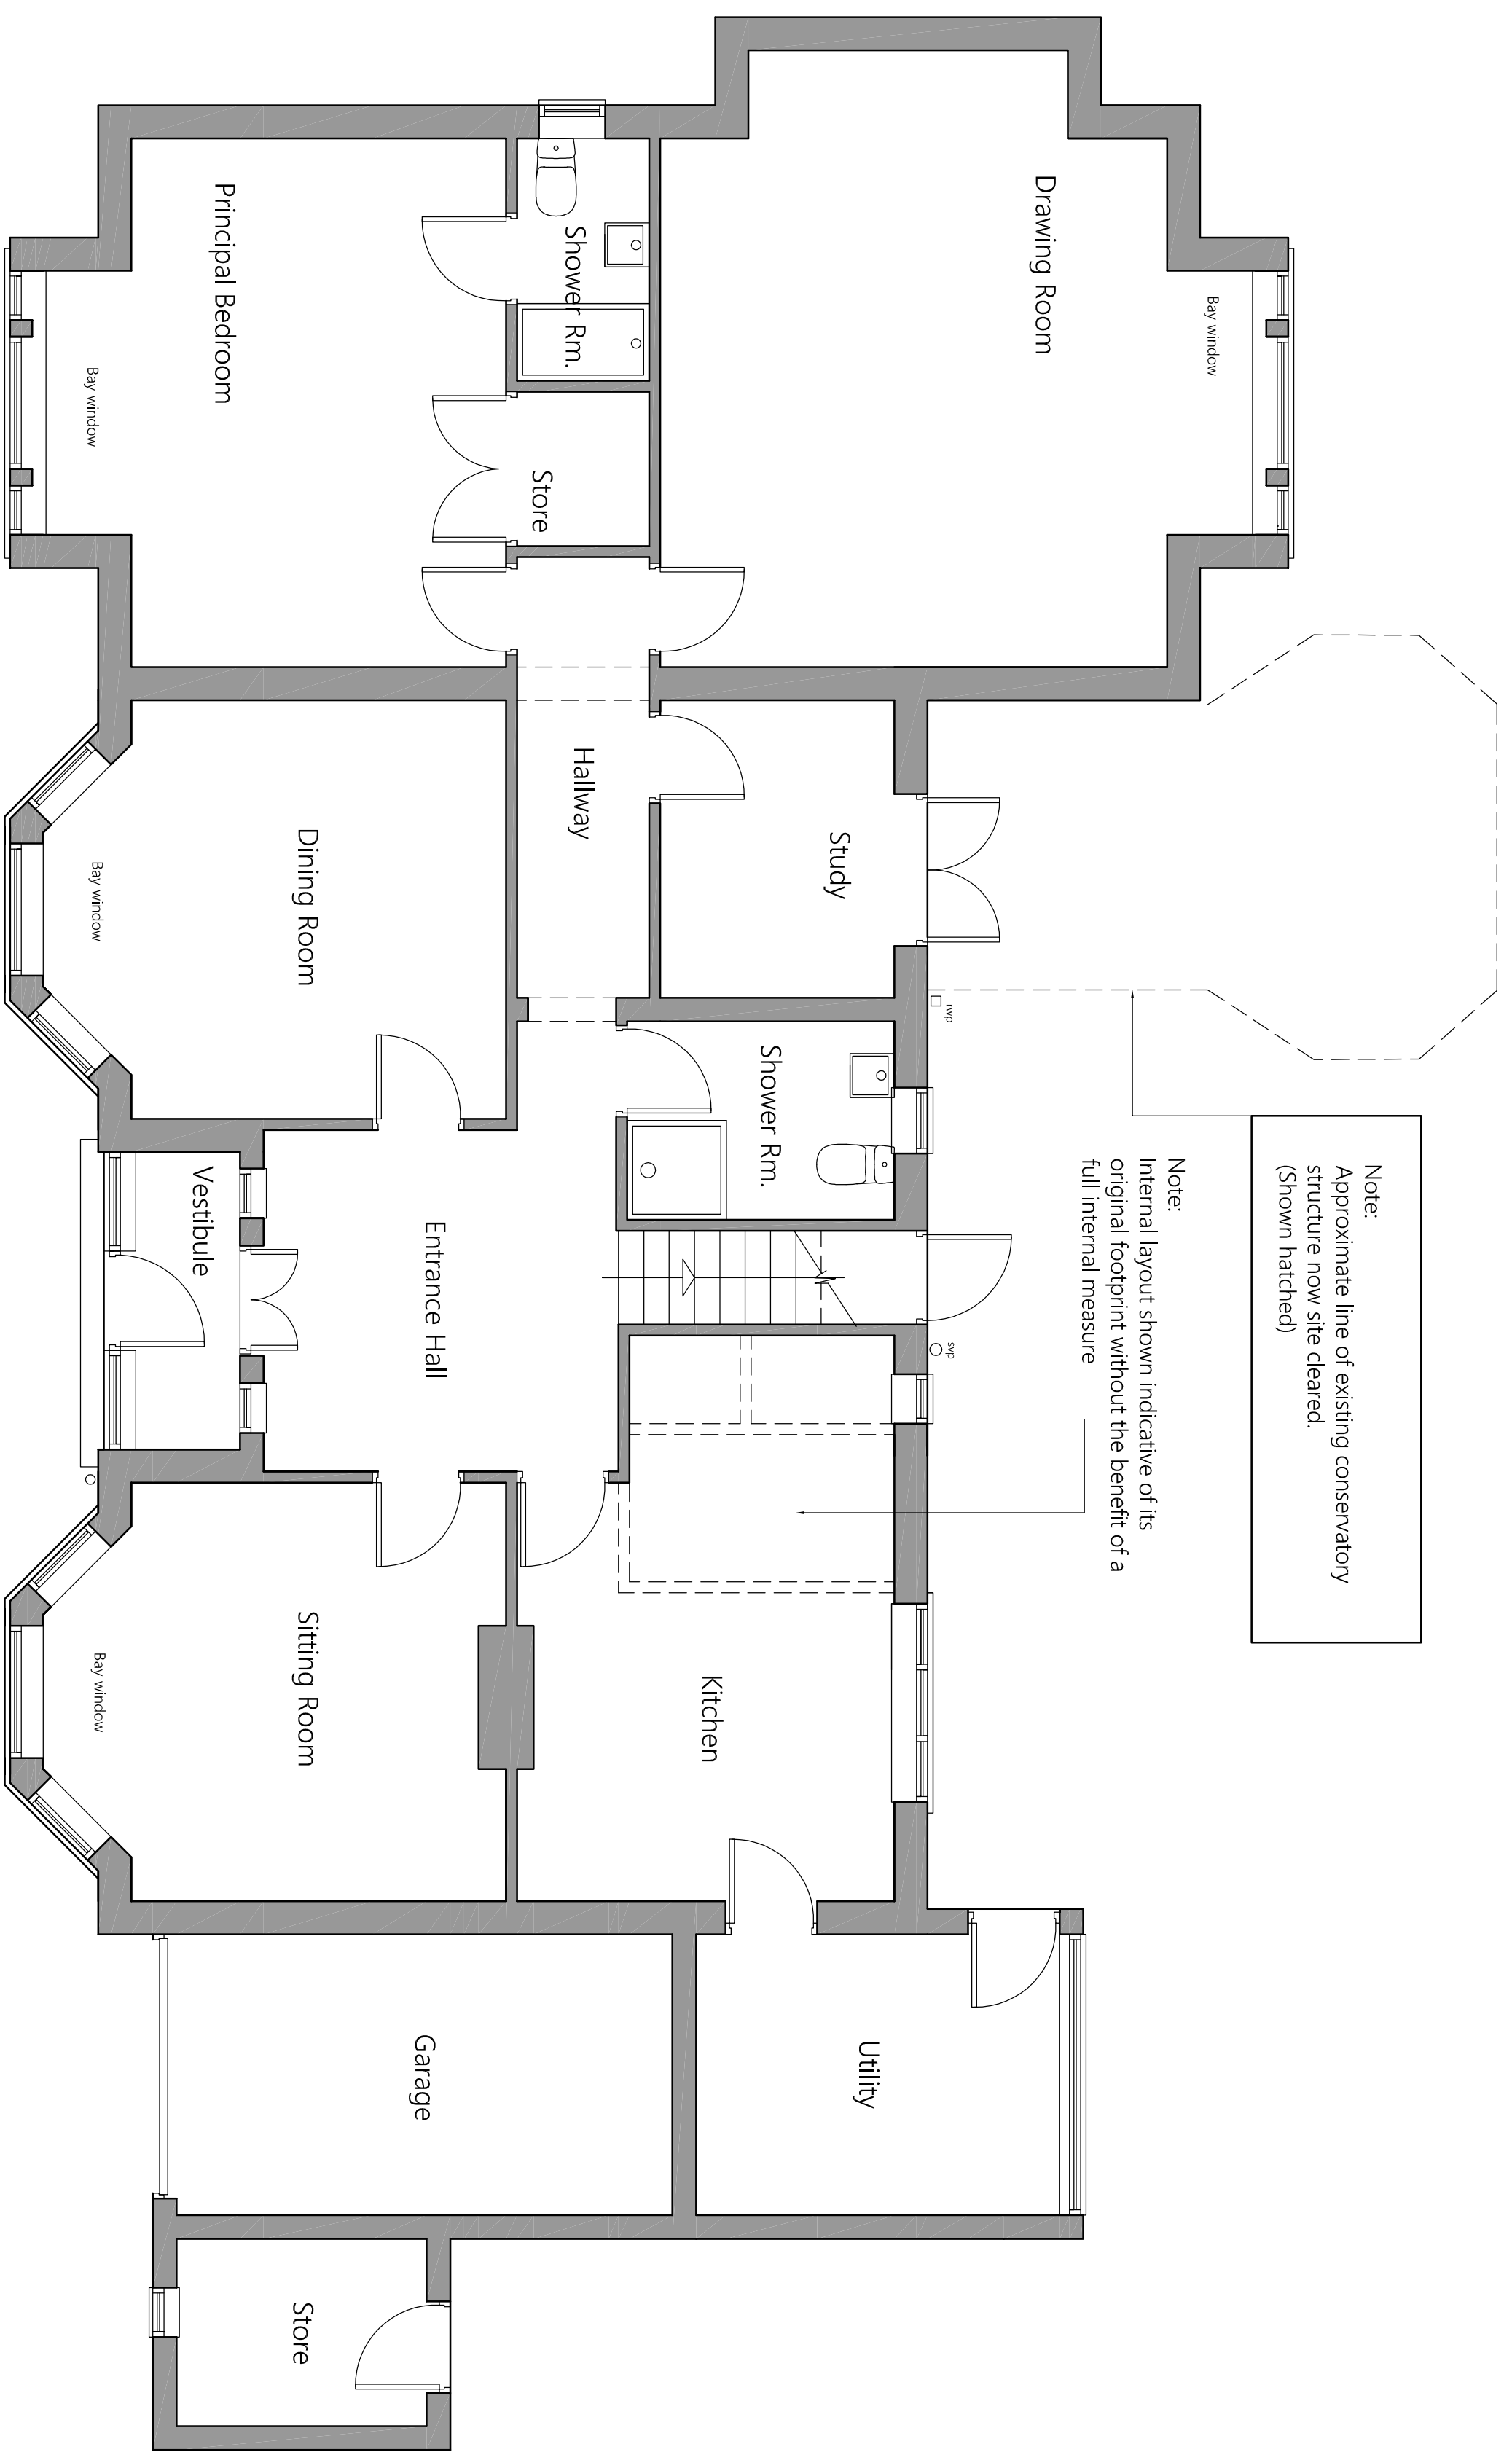 Note:
Approximate line of existing conservatory
structure now site cleared.
(Shown hatched)
Note:
Internal layout shown indicative of its
original footprint without the benefit of a
full internal measure
Bay window
Drawing Room
rwp
svp
Study
Shower Rm.
Kitchen
Utility
Shower Rm.
Store
Hallway
Principal Bedroom
Dining Room
Entrance Hall
Sitting Room
Garage
Store
Vestibule
Bay window
Bay window
Bay window